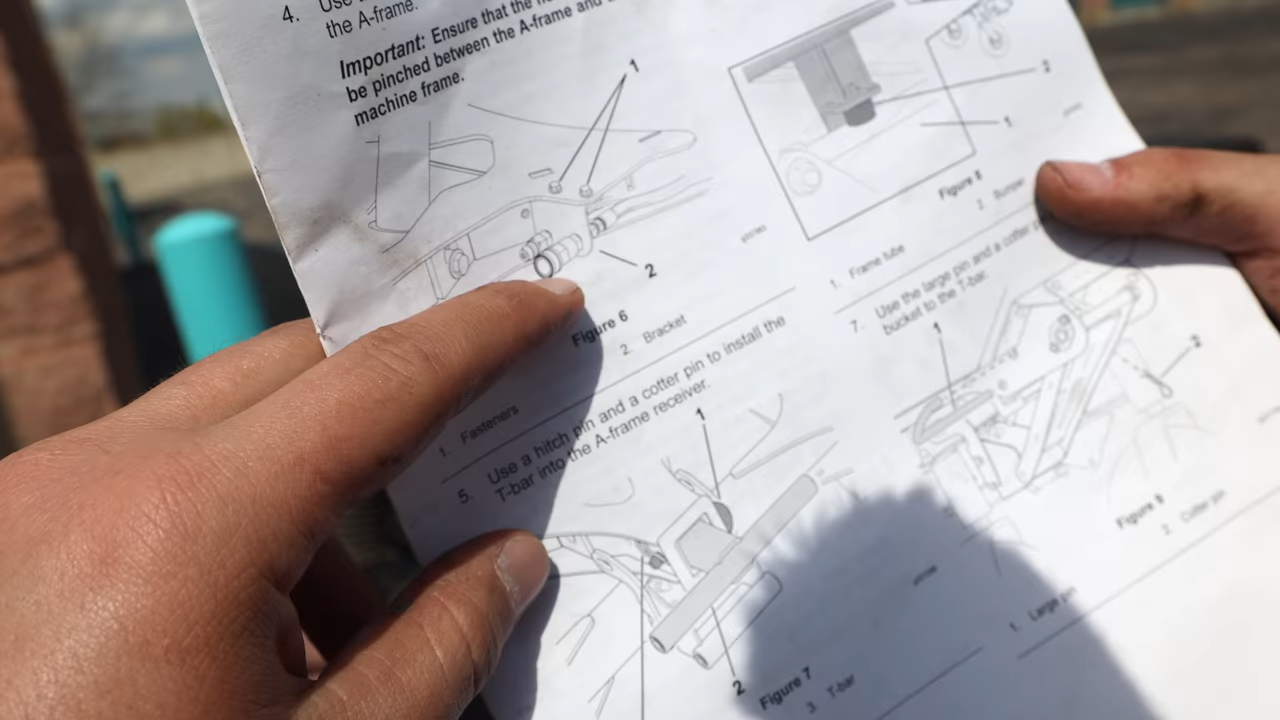 4. Use
the A-frame.
Important: Ensure that the
be pinched between the A-frame and
machine frame.
1
2
Figure 6
1. Fasteners
2. Bracket
5. Use a hitch pin and a cotter pin to install the
T-bar into the A-frame receiver.
1
2
Figure 7
3. T-bar
2
1
Figure 8
1. Frame tube
2. Bumper
7. Use the large pin and a cotter
bucket to the T-bar.
1
2
Figure 9
1. Large pin
2. Cotter pin